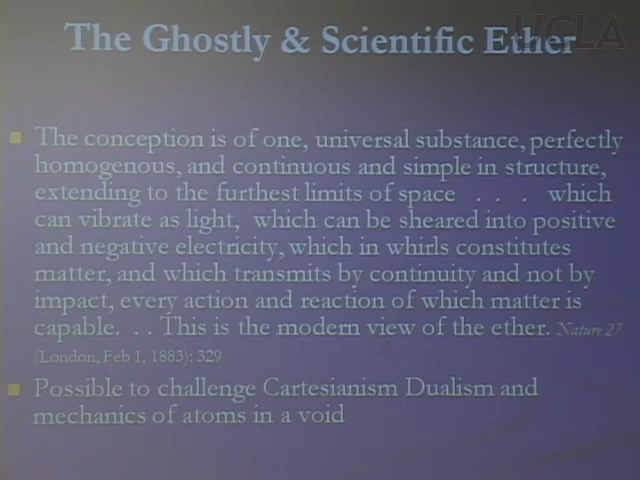 UCLA
The Ghostly & Scientific Ether
The conception is of one, universal substance, perfectly
homogenous, and continuous and simple in structure,
extending to the furthest limits of space . . . which
can vibrate as light, which can be sheared into positive
and negative electricity, which in whirls constitutes
matter, and which transmits by continuity and not by
impact, every action and reaction of which matter is
capable. . . This is the modern view of the ether. Nature 27
(London, Feb 1, 1883): 329
Possible to challenge Cartesianism Dualism and
mechanics of atoms in a void